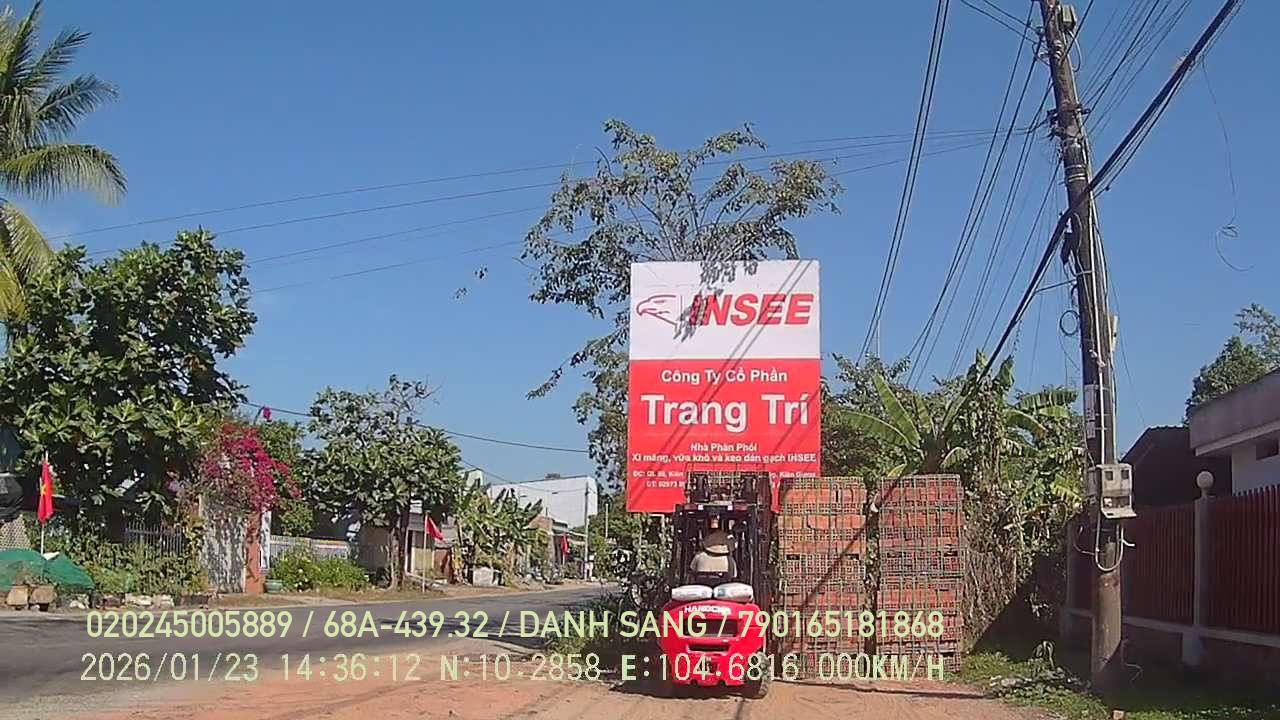 INSEE
Công Ty Cổ Phần
Trang Trí
Nhà Phân Phối
Xi măng, vữa khô và keo dán gạch INSEE
HANGCHA
020245005889 / 68A-439.32 / DANH SANG / 790165181868
2026/01/23 14:36:12 N:10.2858 E:104.6816 000KM/H